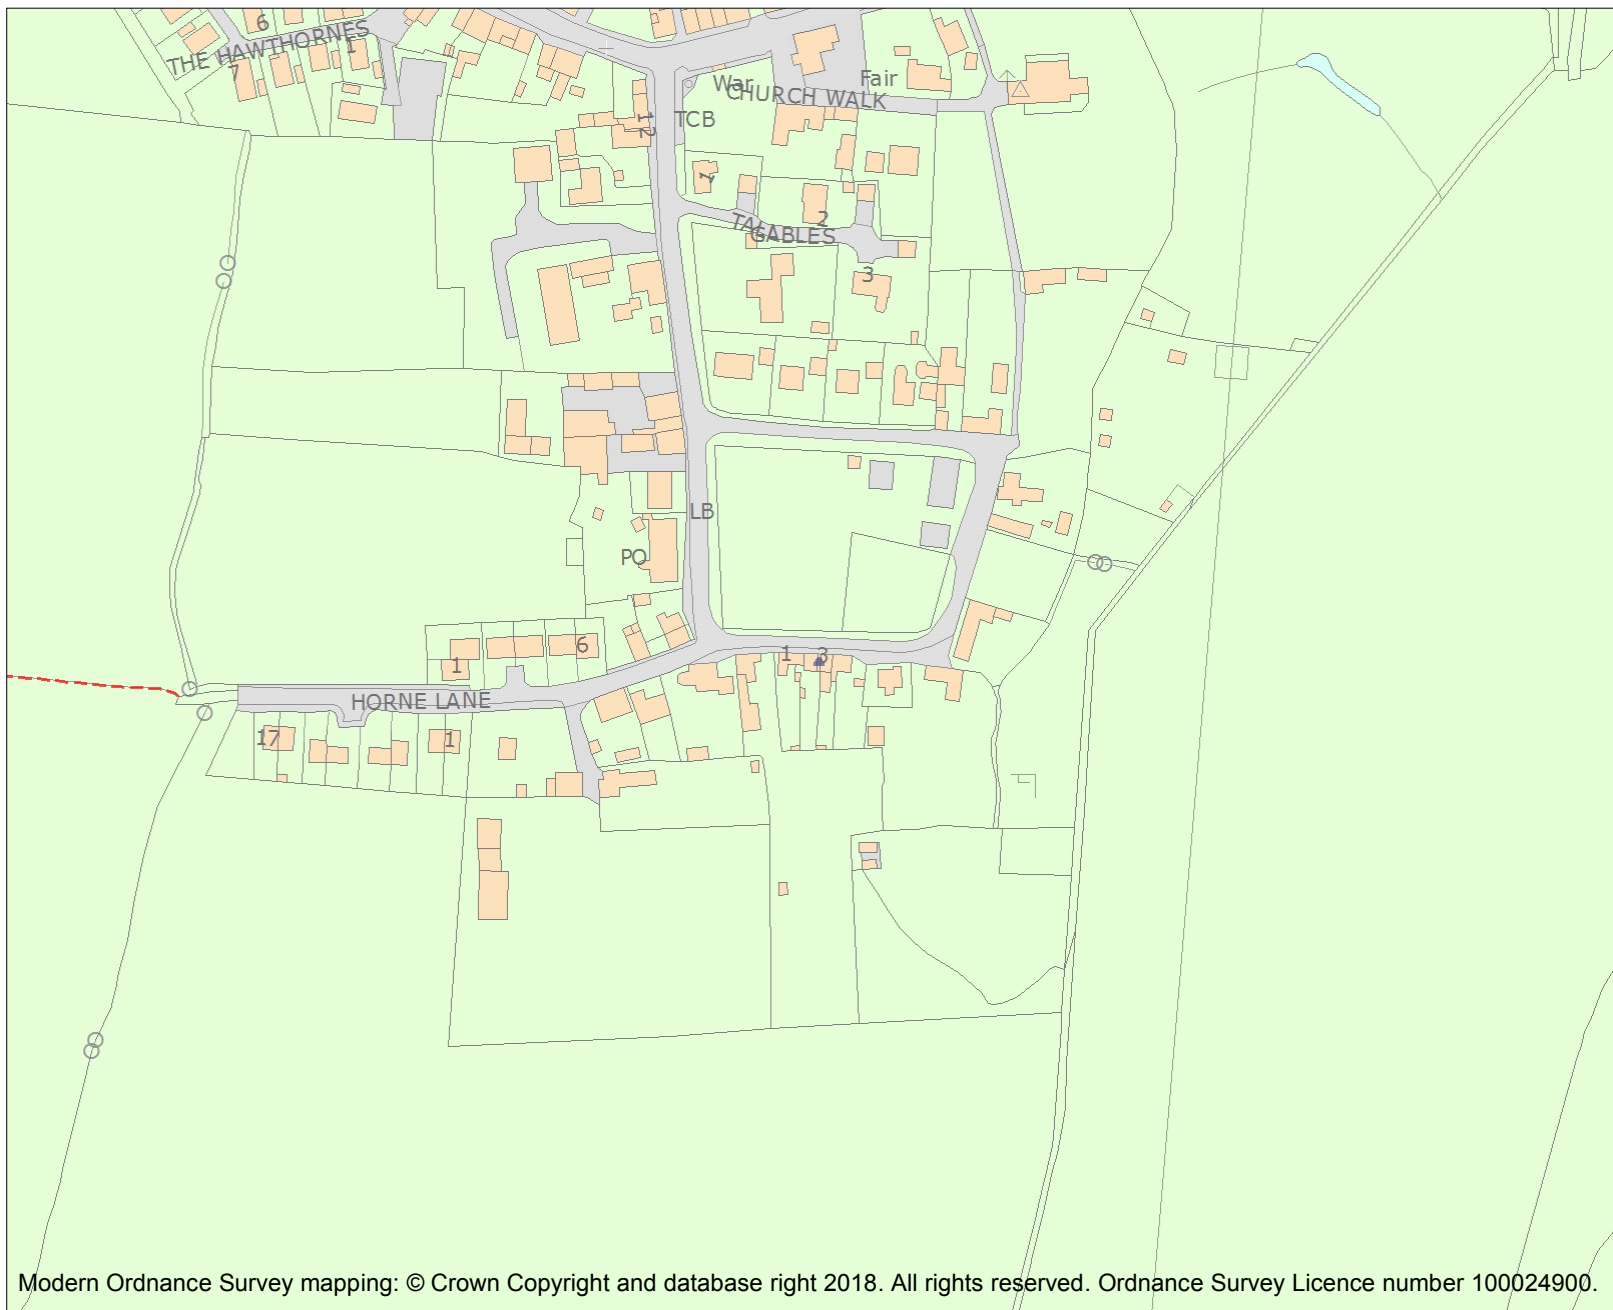 6
THE HAWTHORNES
1
7
War
Fair
CHURCH WALK
12
TCB
1
2
TALL
GABLES
3
LB
PO
6
1
1
3
HORNE LANE
17
1
Modern Ordnance Survey mapping: © Crown Copyright and database right 2018. All rights reserved. Ordnance Survey Licence number 100024900.